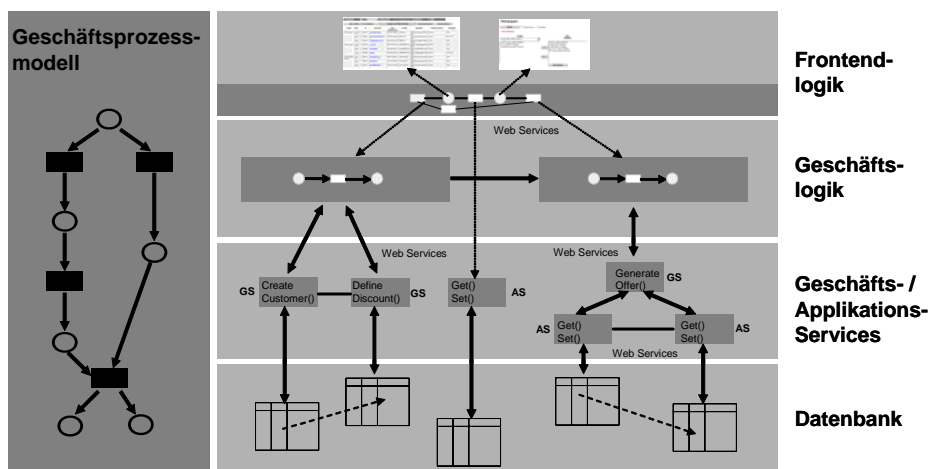 Geschäftsprozess-
modell
Frontend-
logik
Web Services
Geschäfts-
logik
Web Services
Web Services
GS
Create
Customer()
Define
Discount()
GS
Get()
Set()
AS
Generate
Offer()
GS
AS
Get()
Set()
Get()
Set()
AS
Web Services
Geschäfts- /
Applikations-
Services
Datenbank